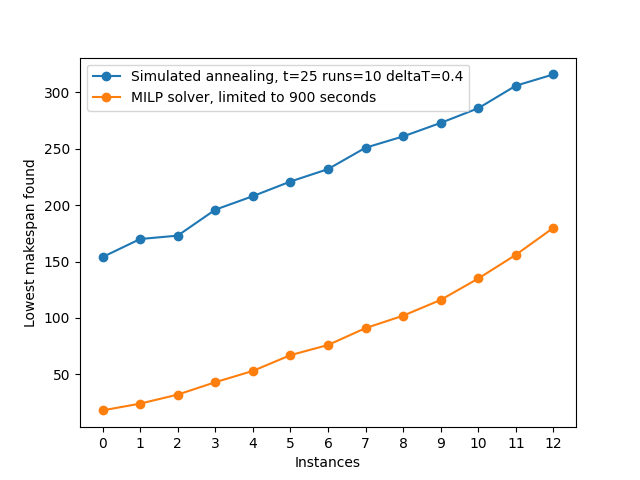 Simulated annealing, t=25 runs=10 deltaT=0.4
MILP solver, limited to 900 seconds
300
250
200
150
100
50
Lowest makespan found
0 1 2 3 4 5 6 7 8 9 10 11 12
Instances